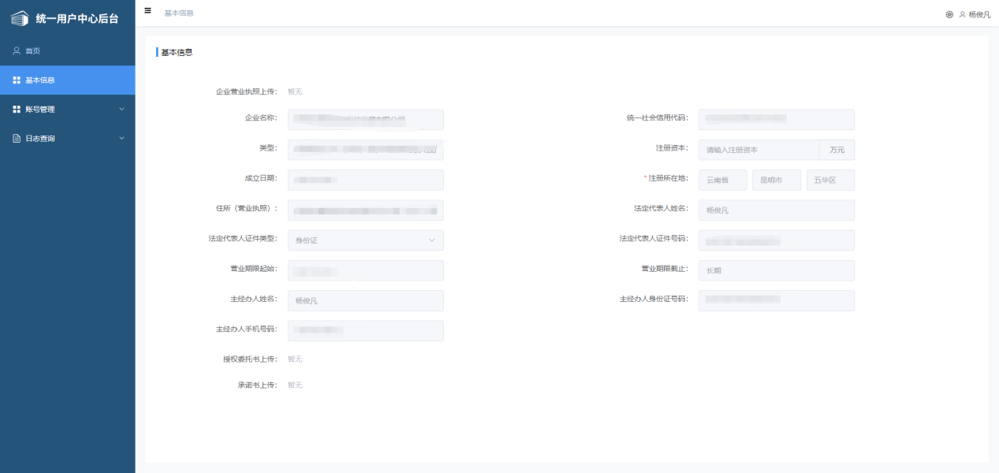 统一用户中心后台
基本信息
杨俊凡
首页
基本信息
账号管理
日志查询
基本信息
企业营业执照上传： 暂无
企业名称：
统一社会信用代码：
类型：
注册资本： 请输入注册资本 万元
成立日期：
*注册所在地： 云南省 昆明市 五华区
住所（营业执照）：
法定代表人姓名： 杨俊凡
法定代表人证件类型： 身份证
法定代表人证件号码：
营业期限起始：
营业期限截止： 长期
主经办人姓名： 杨俊凡
主经办人身份证号码：
主经办人手机号码：
授权委托书上传： 暂无
承诺书上传： 暂无